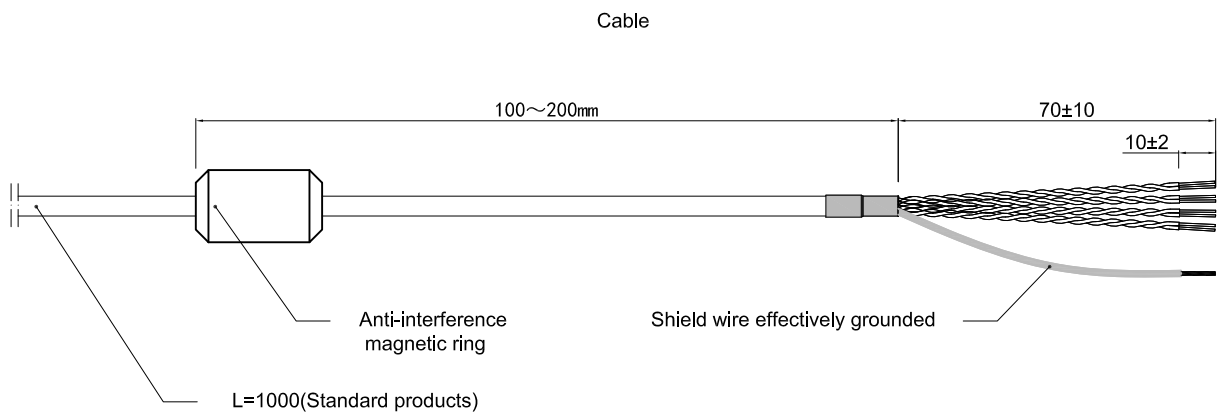 Cable
100～200mm
70±10
10±2
Anti-interference
magnetic ring
Shield wire effectively grounded
L=1000(Standard products)